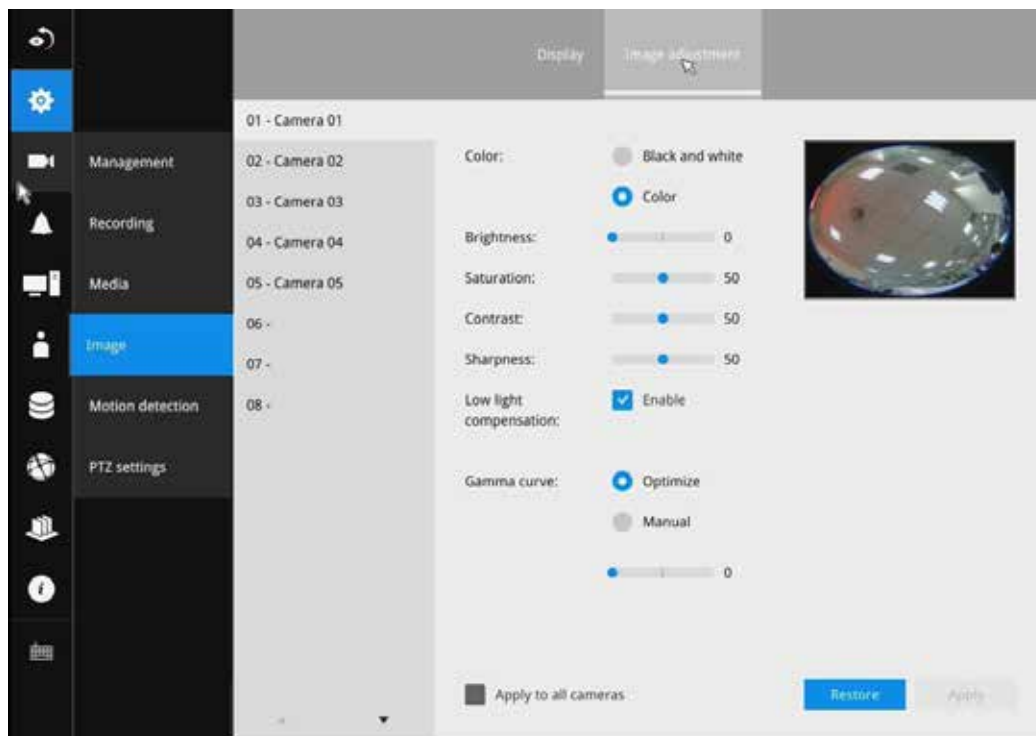 Display
Image adjustment
01 - Camera 01
02 - Camera 02
03 - Camera 03
04 - Camera 04
05 - Camera 05
06 -
07 -
08 -
Management
Recording
Media
Image
Motion detection
PTZ settings
Color:
Black and white
Color
Brightness:
0
Saturation:
50
Contrast:
50
Sharpness:
50
Low light
compensation:
Enable
Gamma curve:
Optimize
Manual
0
Apply to all cameras
Restore
Apply